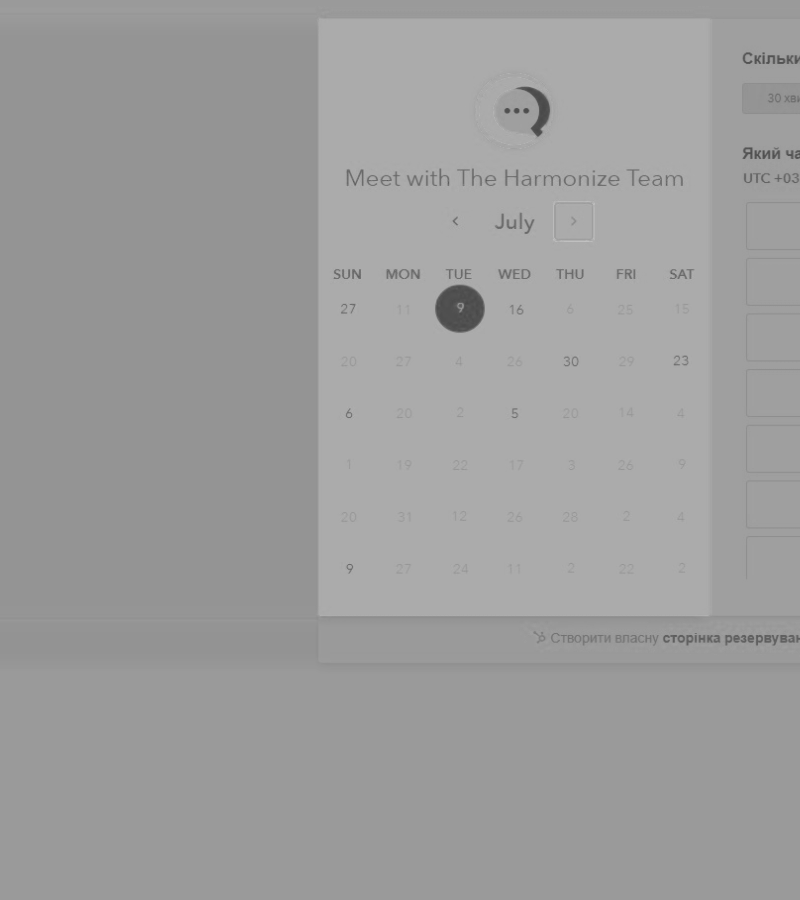 Meet with The Harmonize Team
July
SUN MON TUE WED THU FRI SAT
27 11 9 16 6 25 15
20 27 4 26 30 29 23
6 20 2 5 20 14 4
1 19 22 17 3 26 9
20 31 12 26 28 2 4
9 27 24 11 2 22 2
Скільки
30 хви
Який ча
UTC +03
Створити власну сторінка резервуван